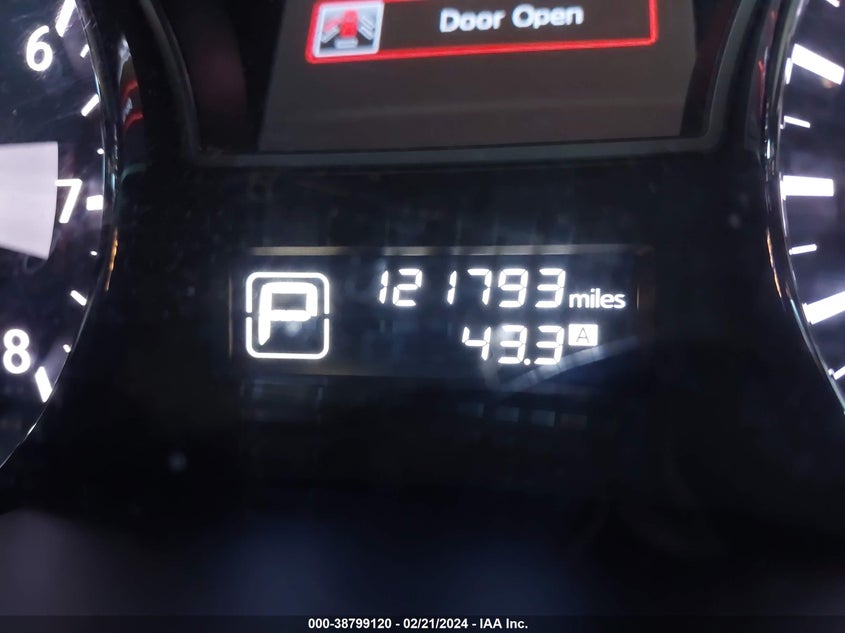 Door Open
6
7
8
P
121793 miles
43.3 A
000-38799120 - 02/21/2024 - IAA Inc.